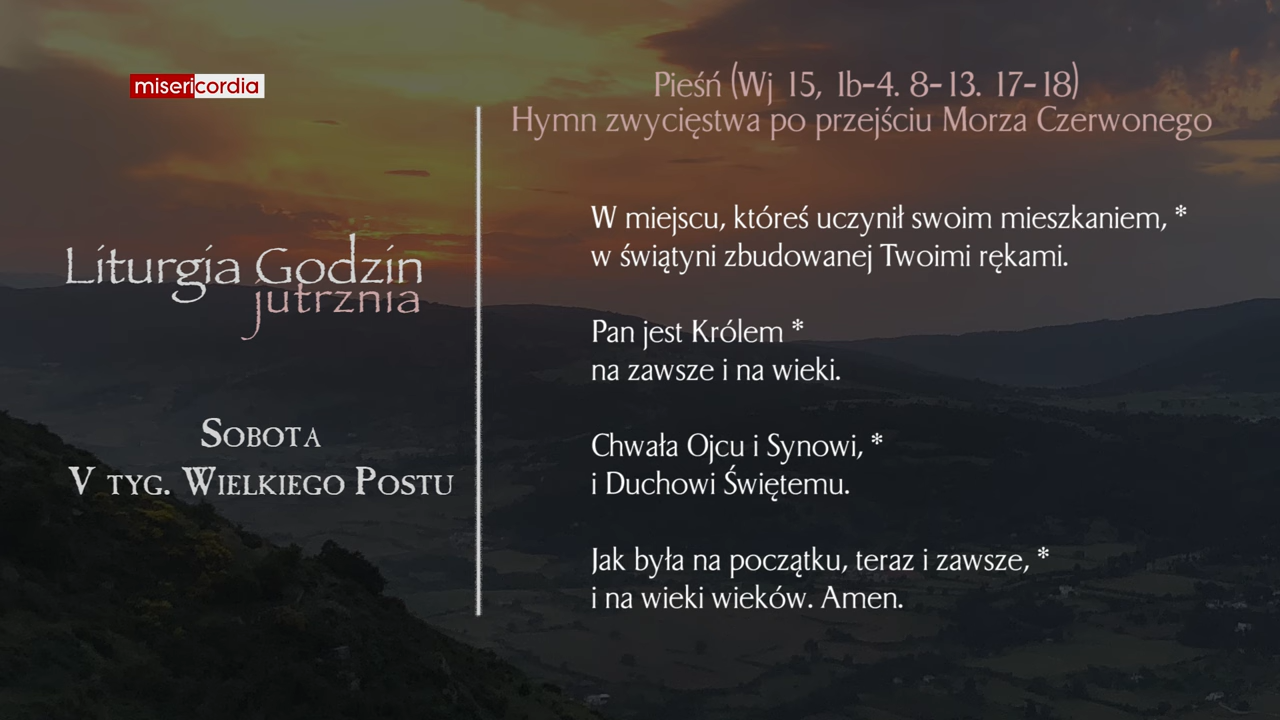 misericordia
Liturgia Godzin
jutrznia
Sobota
V tyg. Wielkiego Postu
Pieśń (Wj 15, 1b-4. 8-13. 17-18)
Hymn zwycięstwa po przejściu Morza Czerwonego
W miejscu, któreś uczynił swoim mieszkaniem, *
w świątyni zbudowanej Twoimi rękami.
Pan jest Królem *
na zawsze i na wieki.
Chwała Ojcu i Synowi, *
i Duchowi Świętemu.
Jak była na początku, teraz i zawsze, *
i na wieki wieków. Amen.